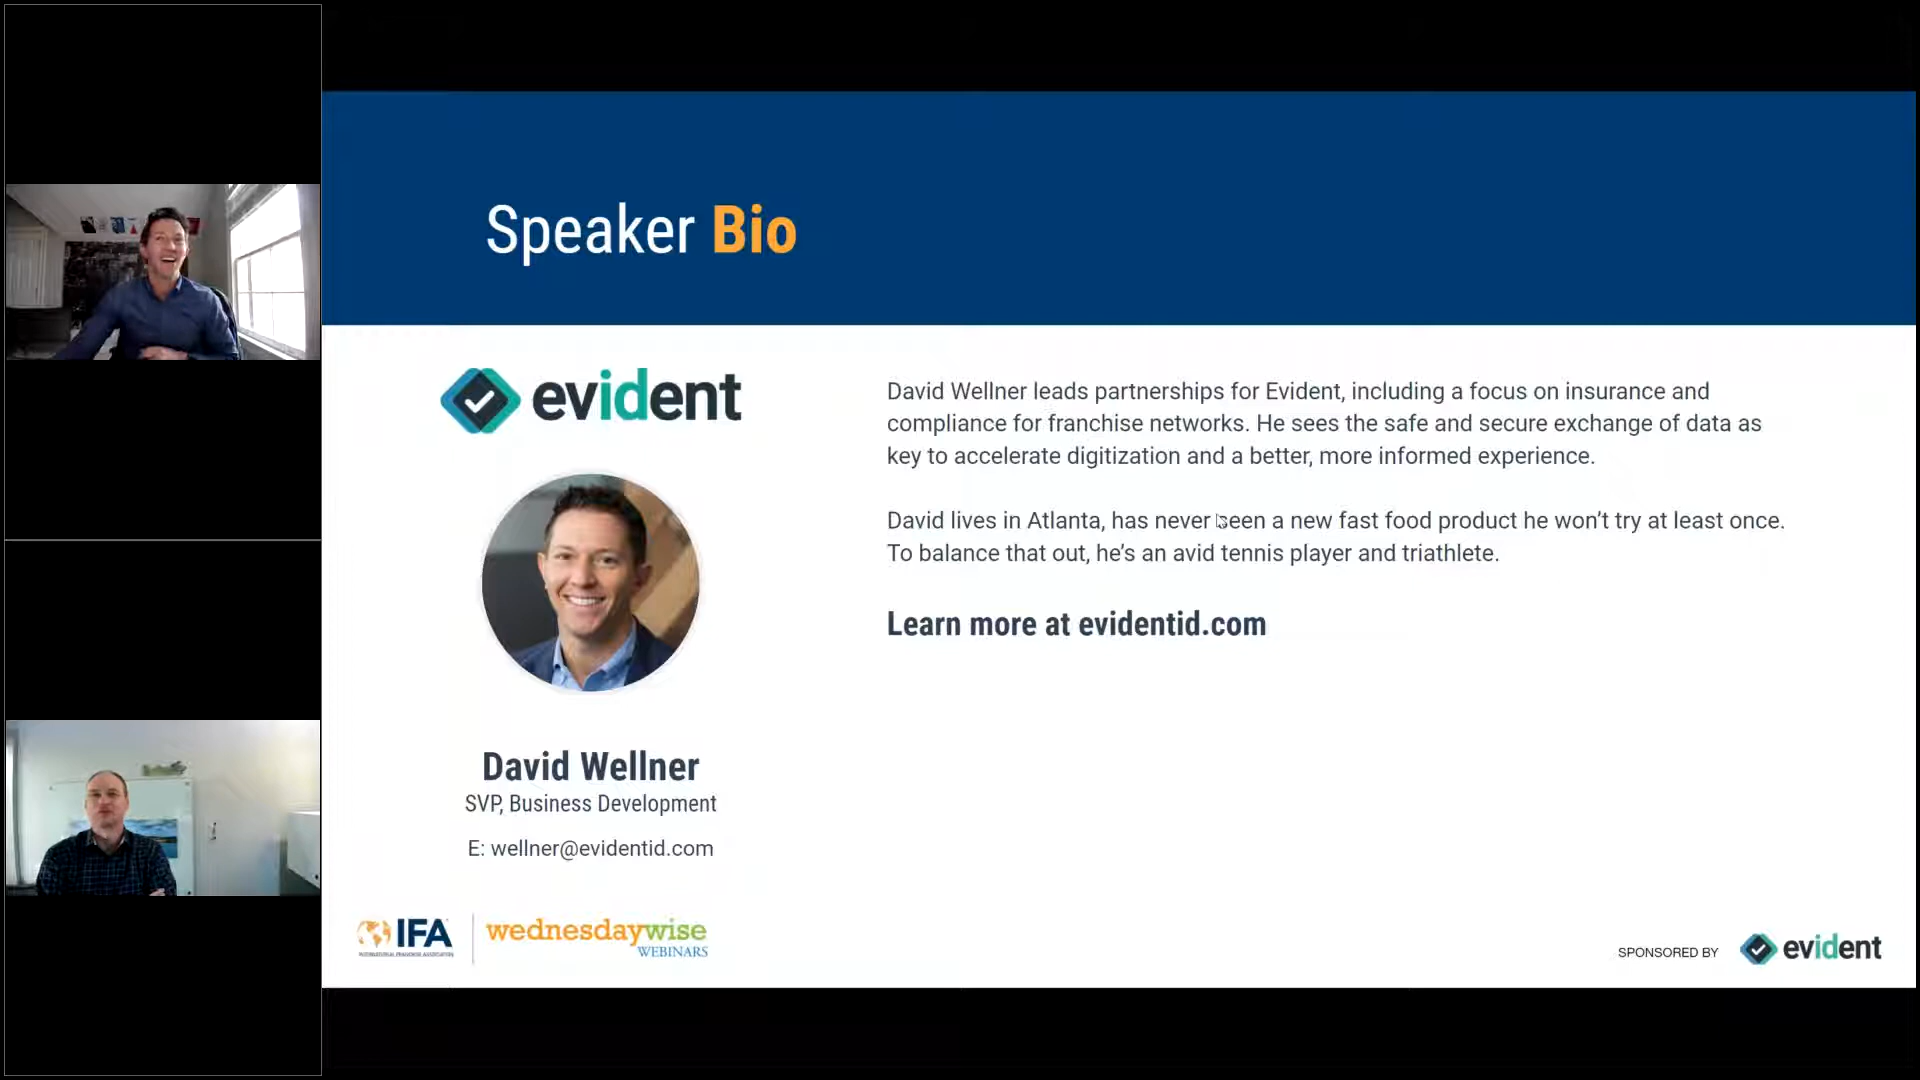 Speaker Bio
evident
David Wellner leads partnerships for Evident, including a focus on insurance and
compliance for franchise networks. He sees the safe and secure exchange of data as
key to accelerate digitization and a better, more informed experience.
David lives in Atlanta, has never seen a new fast food product he won’t try at least once.
To balance that out, he’s an avid tennis player and triathlete.
Learn more at evidentid.com
David Wellner
SVP, Business Development
E: wellner@evidentid.com
IFA
INTERNATIONAL FRANCHISE ASSOCIATION
wednesdaywise
WEBINARS
SPONSORED BY
evident